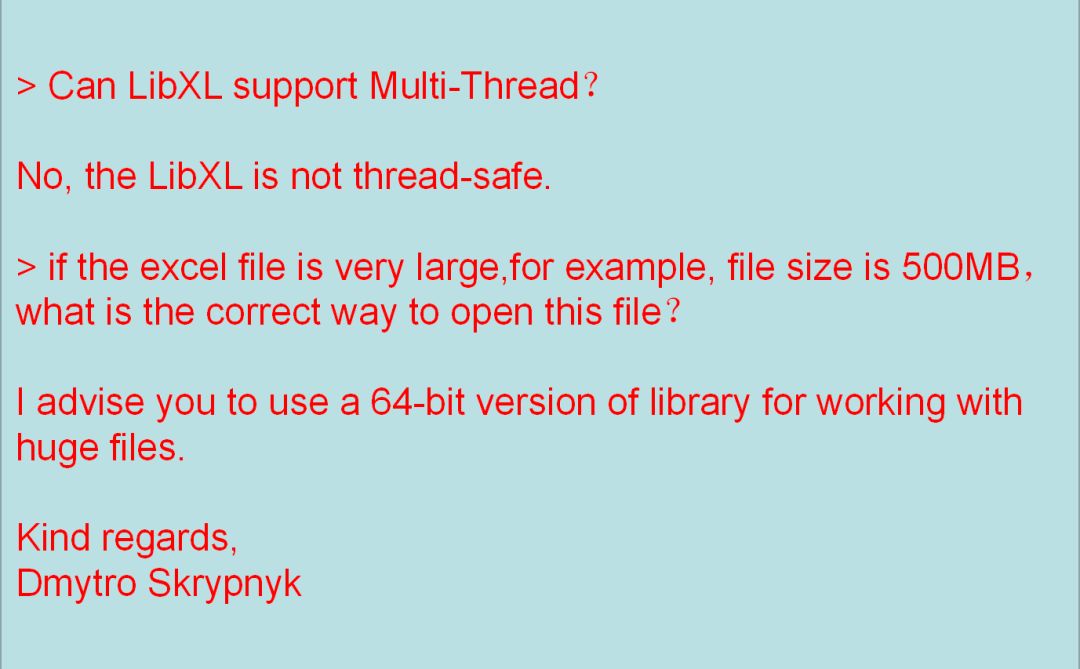 > Can LibXL support Multi-Thread？
No, the LibXL is not thread-safe.
> if the excel file is very large,for example, file size is 500MB，
what is the correct way to open this file？
I advise you to use a 64-bit version of library for working with
huge files.
Kind regards,
Dmytro Skrypnyk